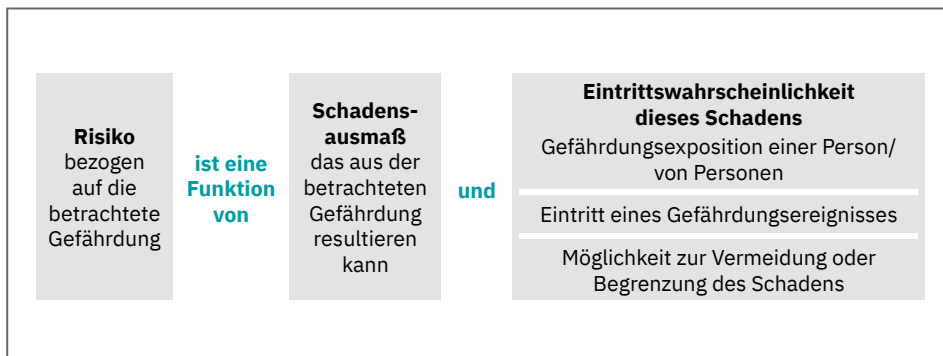 Risiko
bezogen
auf die
betrachtete
Gefährdung
ist eine
Funktion
von
Schadens-
ausmaß
das aus der
betrachteten
Gefährdung
resultieren
kann
und
Eintrittswahrscheinlichkeit
dieses Schadens
Gefährdungsexposition einer Person/
von Personen
Eintritt eines Gefährdungsereignisses
Möglichkeit zur Vermeidung oder
Begrenzung des Schadens